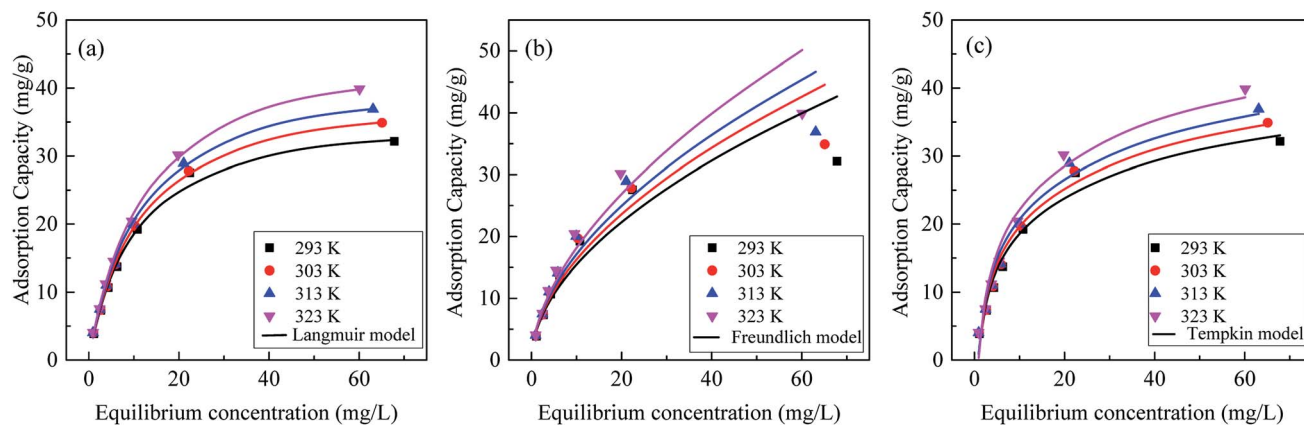 (a)
Adsorption Capacity (mg/g)
50
40
30
20
10
0
293 K
303 K
313 K
323 K
Langmuir model
0 20 40 60
Equilibrium concentration (mg/L)
(b)
Adsorption Capacity (mg/g)
50
40
30
20
10
0
293 K
303 K
313 K
323 K
Freundlich model
0 20 40 60
Equilibrium concentration (mg/L)
(c)
Adsorption Capacity (mg/g)
50
40
30
20
10
0
293 K
303 K
313 K
323 K
Tempkin model
0 20 40 60
Equilibrium concentration (mg/L)